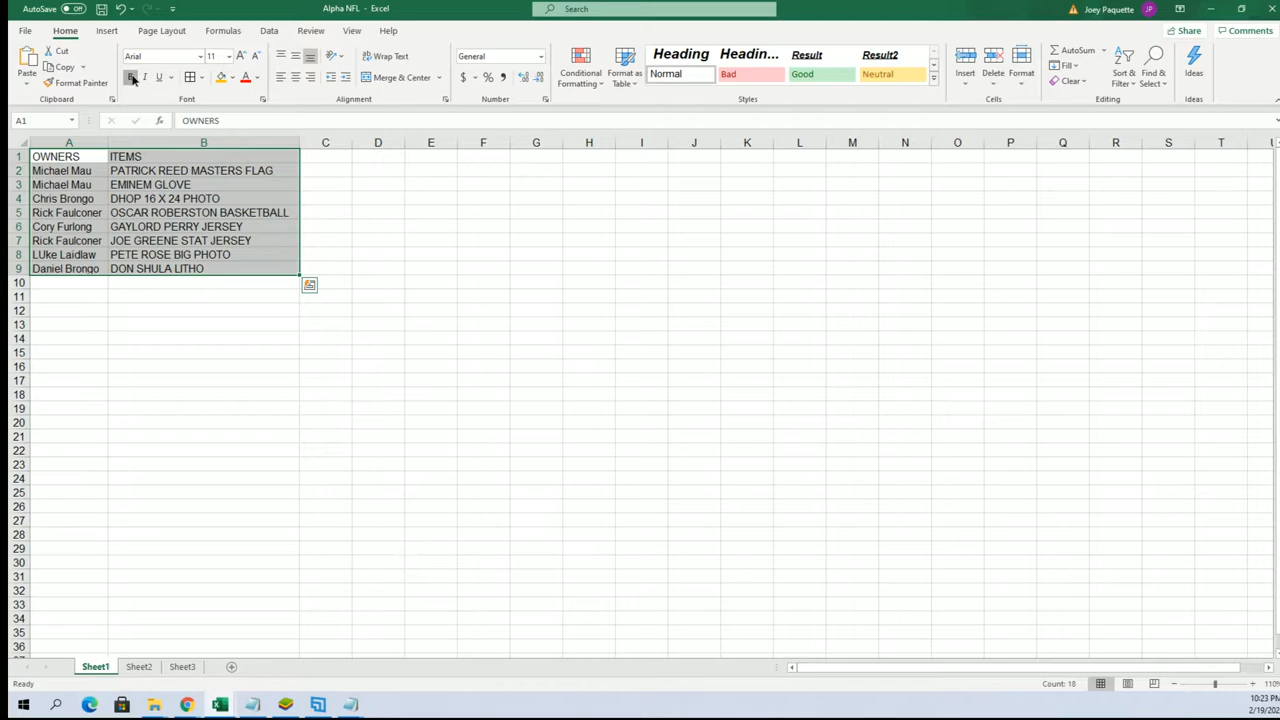 AutoSave Off Alpha NFL - Excel Search Joey Paquette JP
File Home Insert Page Layout Formulas Data Review View Help Share Comments
Paste Cut Copy Format Painter Clipboard
Arial 11 B I U A Font
Wrap Text Merge & Center Alignment
General $ % , Number
Conditional Formatting Format as Table
Heading Headin... Result Result2
Normal Bad Good Neutral
Styles
Insert Delete Format Cells
AutoSum Fill Clear Sort & Filter Find & Select Editing
Ideas Ideas
A1 fx OWNERS
A B C D E F G H I J K L M N O P Q R S T U
1 OWNERS ITEMS
2 Michael Mau PATRICK REED MASTERS FLAG
3 Michael Mau EMINEM GLOVE
4 Chris Brongo DHOP 16 X 24 PHOTO
5 Rick Faulconer OSCAR ROBERSTON BASKETBALL
6 Cory Furlong GAYLORD PERRY JERSEY
7 Rick Faulconer JOE GREENE STAT JERSEY
8 LUke Laidlaw PETE ROSE BIG PHOTO
9 Daniel Brongo DON SHULA LITHO
10
11
12
13
14
15
16
17
18
19
20
21
22
23
24
25
26
27
28
29
30
31
32
33
34
35
36
Sheet1 Sheet2 Sheet3
Ready Count: 18 110%
10:23 PM